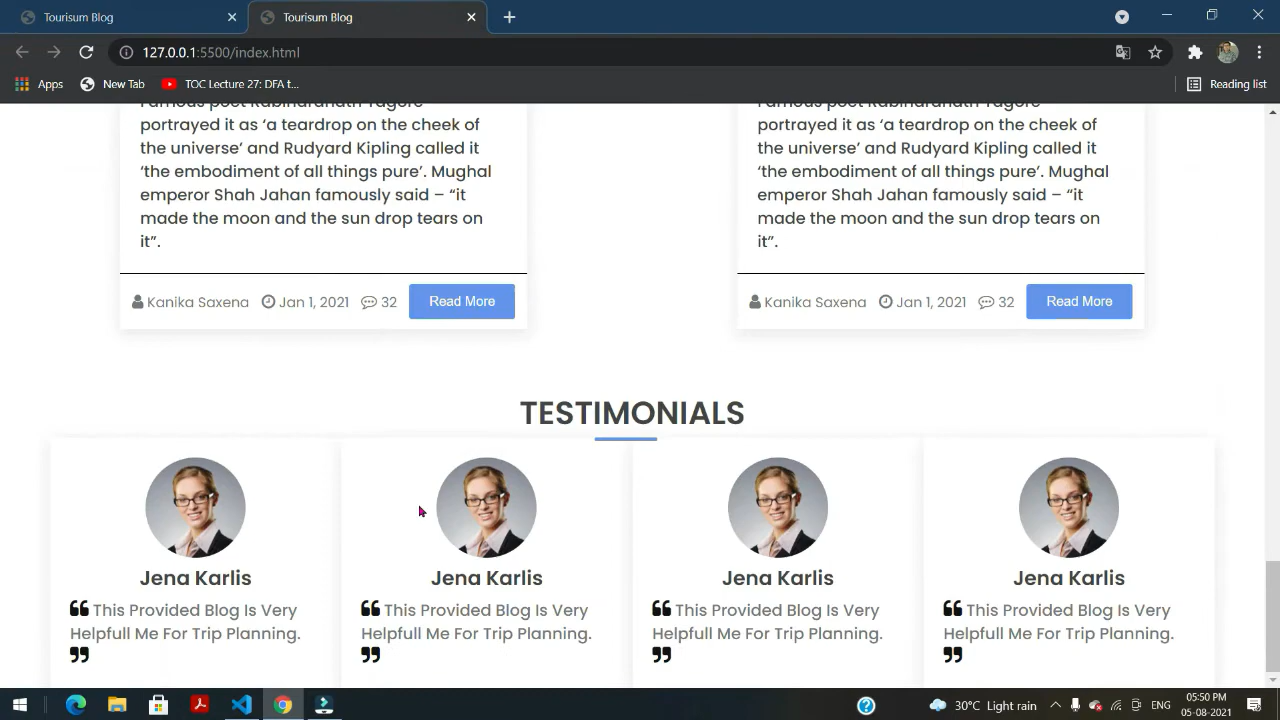 Tourisum Blog
Tourisum Blog
127.0.0.1:5500/index.html
Apps
New Tab
TOC Lecture 27: DFA t...
Reading list
Famous poet Rabindranath Tagore
portrayed it as ‘a teardrop on the cheek of
the universe’ and Rudyard Kipling called it
‘the embodiment of all things pure’. Mughal
emperor Shah Jahan famously said – “it
made the moon and the sun drop tears on
it”.
Kanika Saxena Jan 1, 2021 32 Read More
Famous poet Rabindranath Tagore
portrayed it as ‘a teardrop on the cheek of
the universe’ and Rudyard Kipling called it
‘the embodiment of all things pure’. Mughal
emperor Shah Jahan famously said – “it
made the moon and the sun drop tears on
it”.
Kanika Saxena Jan 1, 2021 32 Read More
TESTIMONIALS
Jena Karlis
❝ This Provided Blog Is Very
Helpfull Me For Trip Planning.
❞
Jena Karlis
❝ This Provided Blog Is Very
Helpfull Me For Trip Planning.
❞
Jena Karlis
❝ This Provided Blog Is Very
Helpfull Me For Trip Planning.
❞
Jena Karlis
❝ This Provided Blog Is Very
Helpfull Me For Trip Planning.
❞
30°C Light rain
ENG
05:50 PM
05-08-2021